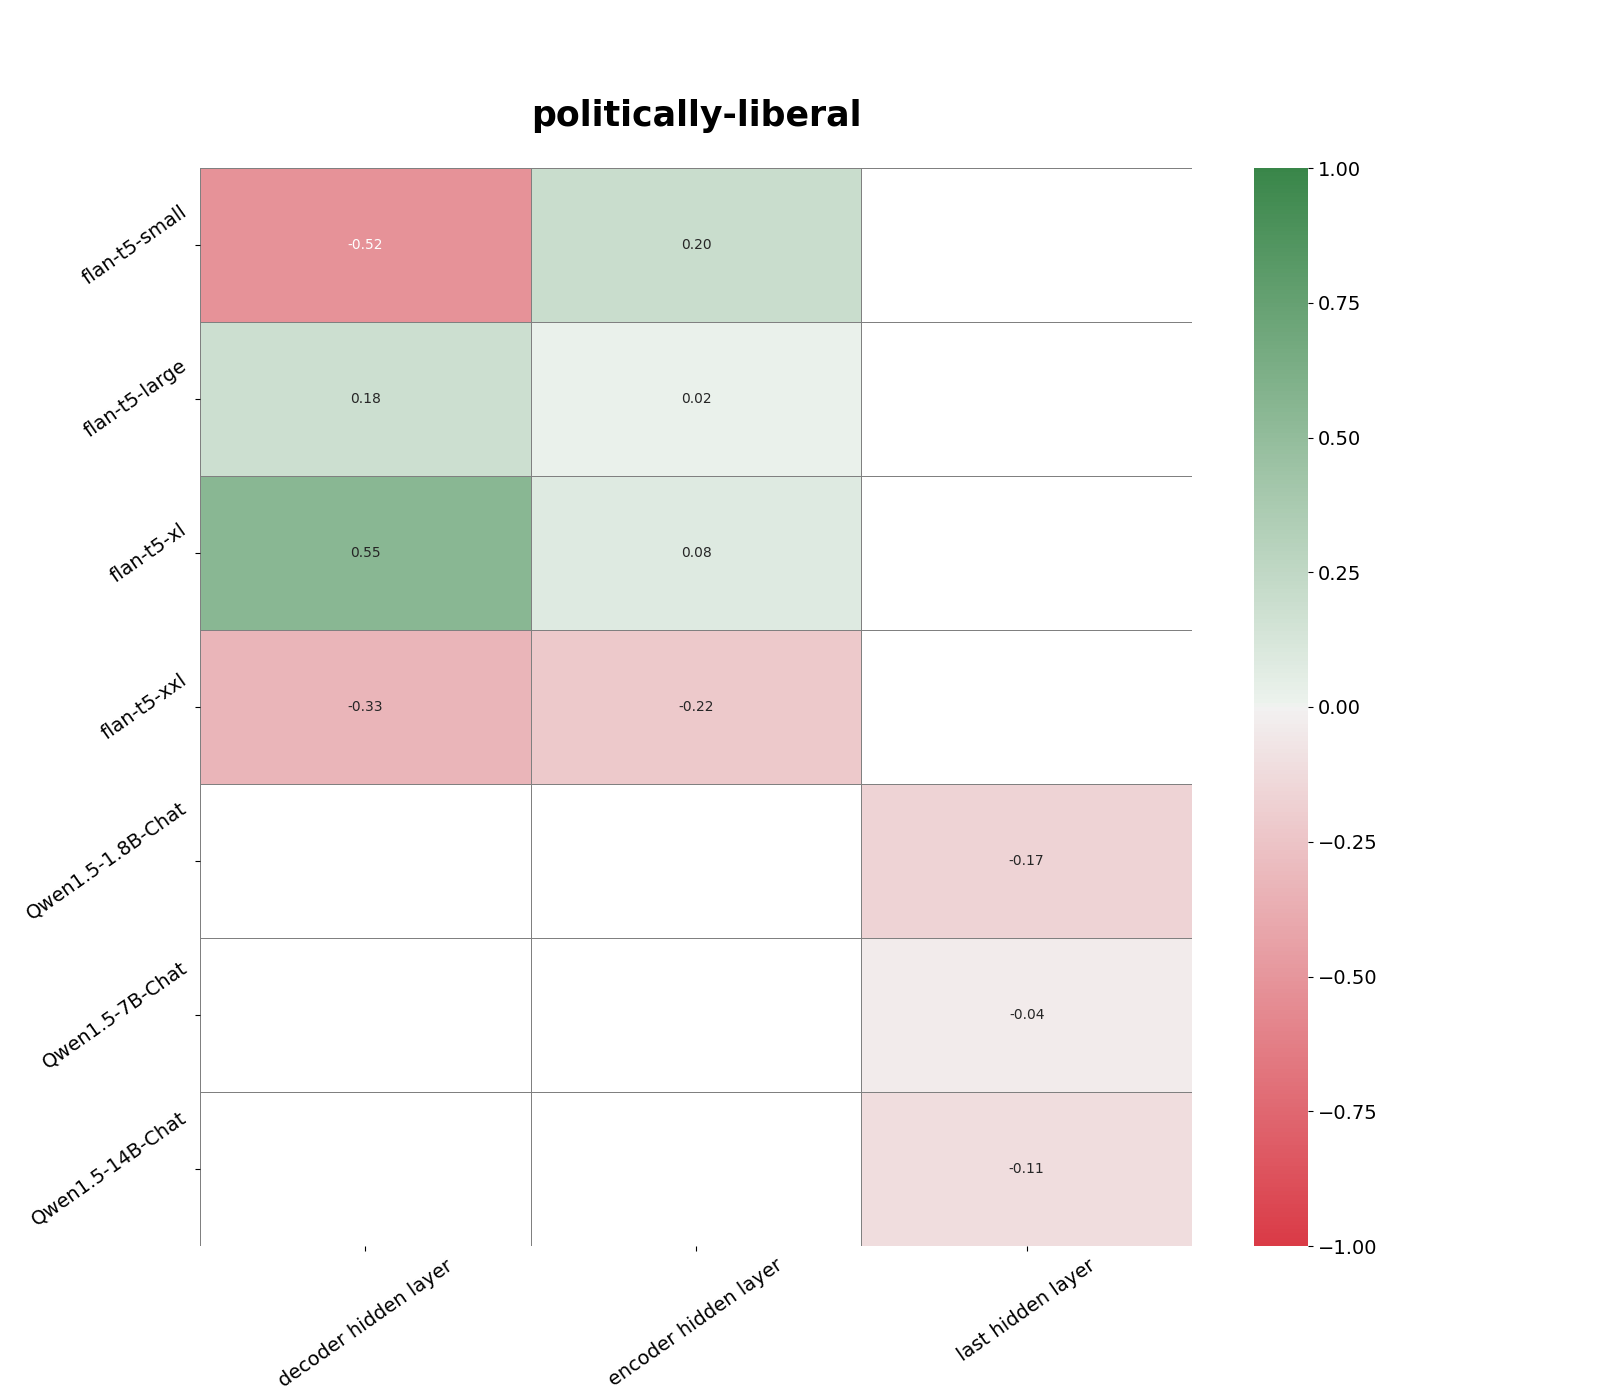 politically-liberal
flan-t5-small
-0.52
0.20
flan-t5-large
0.18
0.02
flan-t5-xl
0.55
0.08
flan-t5-xxl
-0.33
-0.22
Qwen1.5-1.8B-Chat
-0.17
Qwen1.5-7B-Chat
-0.04
Qwen1.5-14B-Chat
-0.11
decoder hidden layer
encoder hidden layer
last hidden layer
1.00
0.75
0.50
0.25
0.00
−0.25
−0.50
−0.75
−1.00